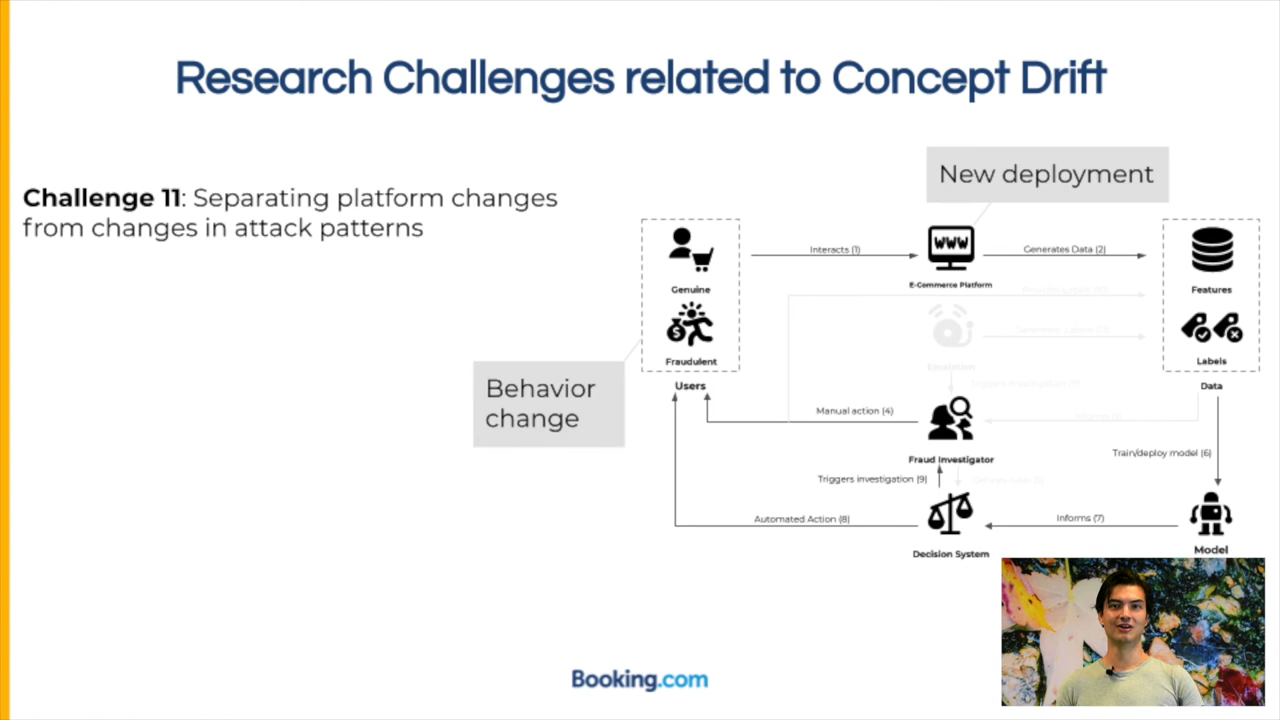 Research Challenges related to Concept Drift
Challenge 11: Separating platform changes
from changes in attack patterns
New deployment
Behavior
change
Interacts (1)
Generates Data (2)
Genuine
E-Commerce Platform
Features
Fraudulent
Labels
Users
Data
Escalation
Manual action (4)
Fraud Investigator
Train/deploy model (6)
Triggers investigation (9)
Automated Action (8)
Informs (7)
Decision System
Model
WWW
Booking.com